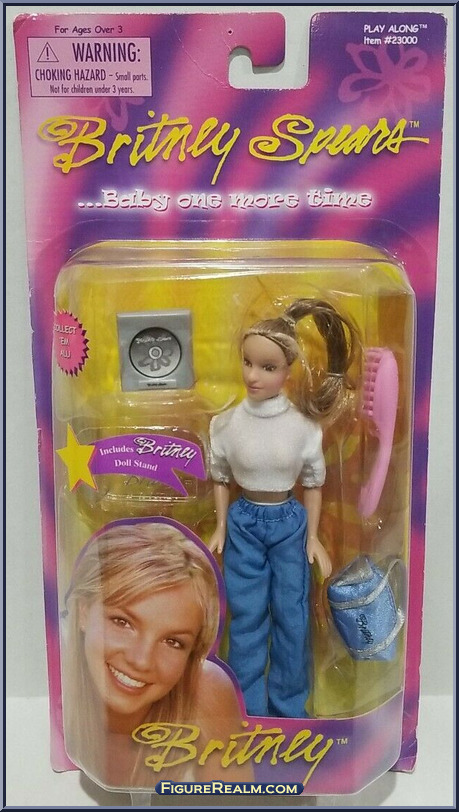 For Ages Over 3
WARNING:
CHOKING HAZARD - Small parts.
Not for children under 3 years.
PLAY ALONG™
Item #23000
Britney Spears™
...Baby one more time
COLLECT
'EM
ALL!
Includes Britney
Doll Stand
Britney™
FIGUREREALM.COM